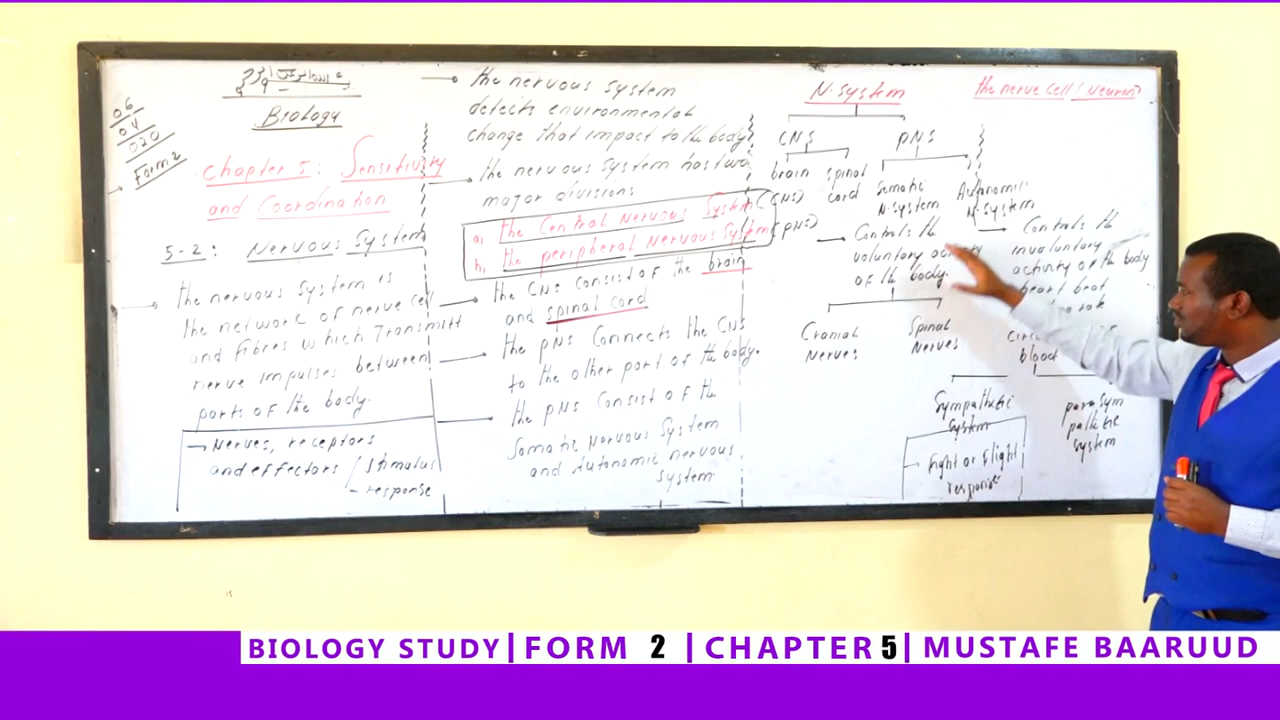 06
04
020
Form 2
Biology
Chapter 5: Sensitivity
and Coordination
5-2: Nervous System
→ the nervous system is
the network of nerve cell
and fibres which Transmitt
nerve impulses between
parts of the body.
→ Nerves, receptors
and effectors / stimulus
- response
→ the nervous system
detects environmental
change that impact to the body.
→ the nervous system has two
major divisions
a) the Central Nervous System (CNS)
b) the peripheral Nervous System (PNS)
→ the CNS consist of the brain
and spinal cord
→ the pNS Connects the CNS
to the other part of the body.
→ the pNS Consist of the
Somatic Nervous System
and Autonomic nervous
system
N-System
CNS pNS
brain spinal
cord
Somatic
N-System
Autonomic
N-System
→ Controls the
voluntary
of the body
Cranial
Nerves
Spinal
Nerves
→ Controls the
involuntary
activity of the body
heart beat
blood
Sympathetic
System
parasym
pathetic
system
→ Fight or Flight
response
the nerve cell (Neuron)
BIOLOGY STUDY | FORM 2 | CHAPTER 5 | MUSTAFE BAARUUD